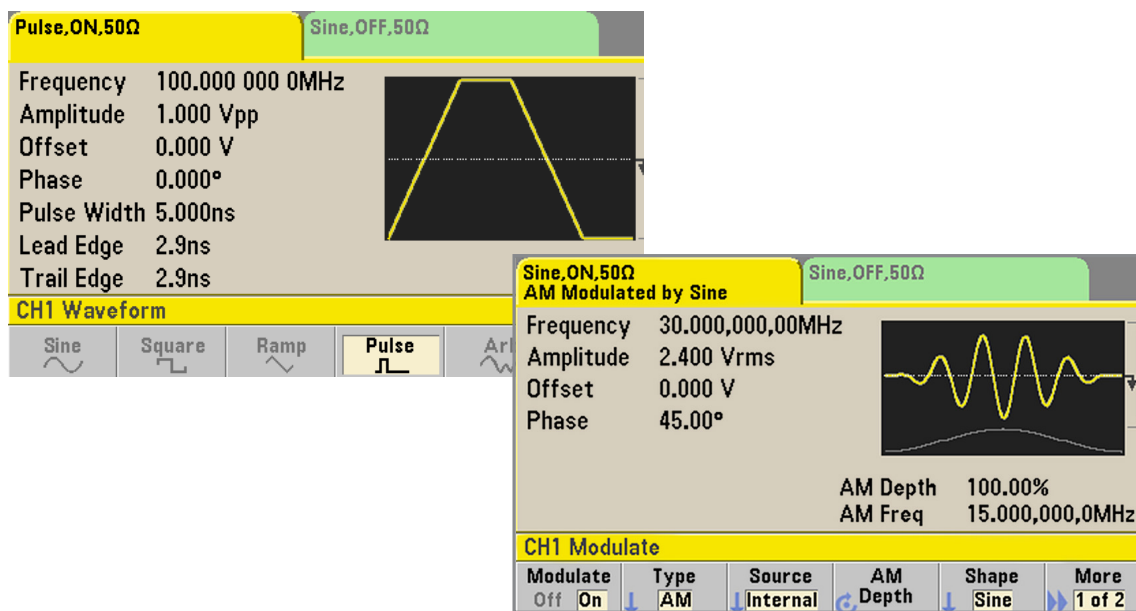 Pulse,ON,50Ω
Sine,OFF,50Ω
Frequency 100.000 000 0MHz
Amplitude 1.000 Vpp
Offset 0.000 V
Phase 0.000°
Pulse Width 5.000ns
Lead Edge 2.9ns
Trail Edge 2.9ns
CH1 Waveform
Sine Square Ramp Pulse
Sine,ON,50Ω
AM Modulated by Sine
Sine,OFF,50Ω
Frequency 30.000,000,00MHz
Amplitude 2.400 Vrms
Offset 0.000 V
Phase 45.00°
AM Depth 100.00%
AM Freq 15.000,000,0MHz
CH1 Modulate
Modulate Type Source AM Shape More
Off On AM Internal Depth Sine 1 of 2